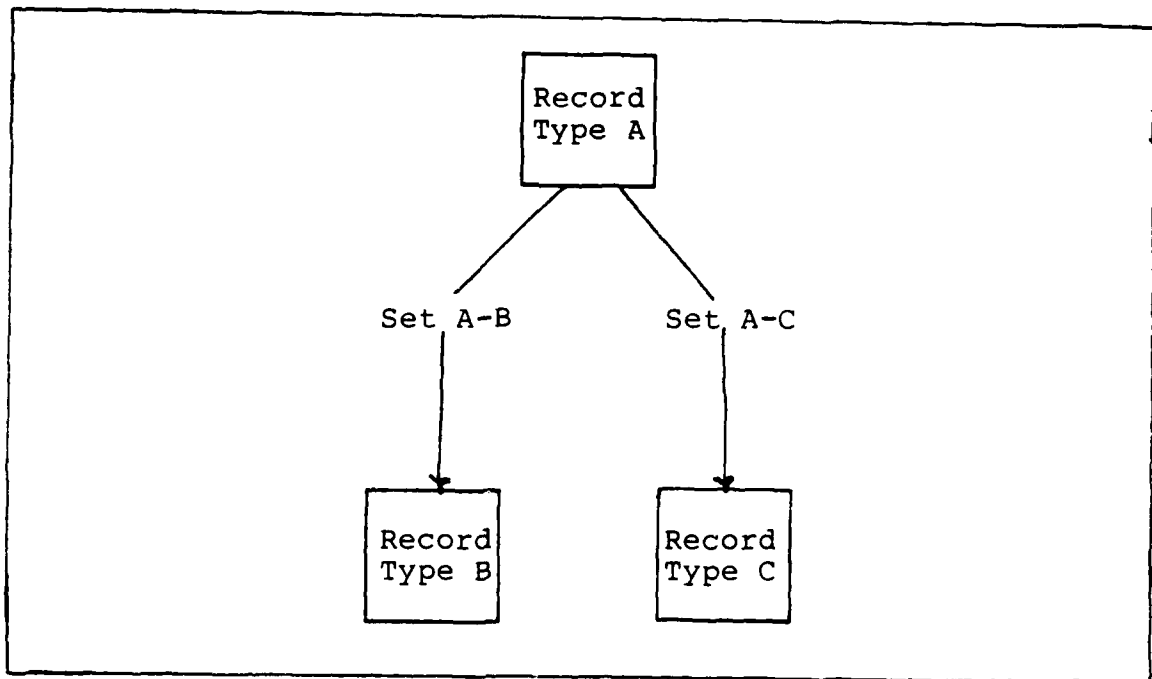 Record
Type A
Set A-B
Set A-C
Record
Type B
Record
Type C